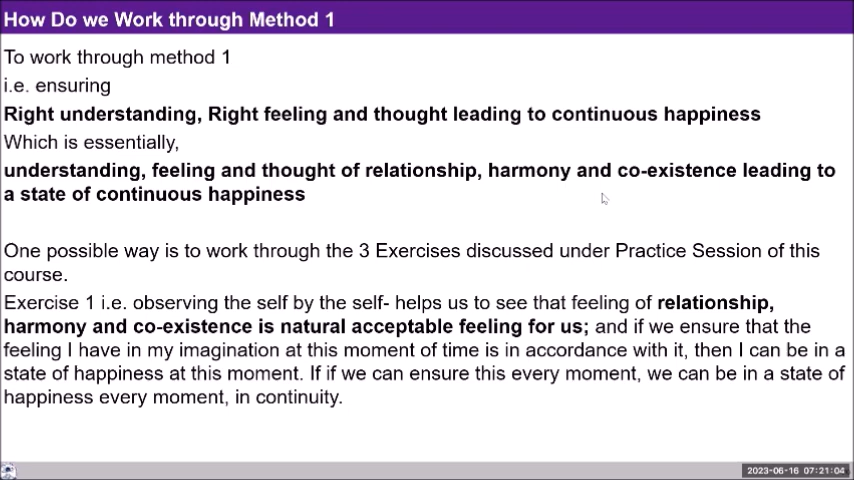 How Do we Work through Method 1
To work through method 1
i.e. ensuring
Right understanding, Right feeling and thought leading to continuous happiness
Which is essentially,
understanding, feeling and thought of relationship, harmony and co-existence leading to
a state of continuous happiness
One possible way is to work through the 3 Exercises discussed under Practice Session of this
course.
Exercise 1 i.e. observing the self by the self- helps us to see that feeling of relationship,
harmony and co-existence is natural acceptable feeling for us; and if we ensure that the
feeling I have in my imagination at this moment of time is in accordance with it, then I can be in a
state of happiness at this moment. If if we can ensure this every moment, we can be in a state of
happiness every moment, in continuity.
2023-06-16 07:21:04